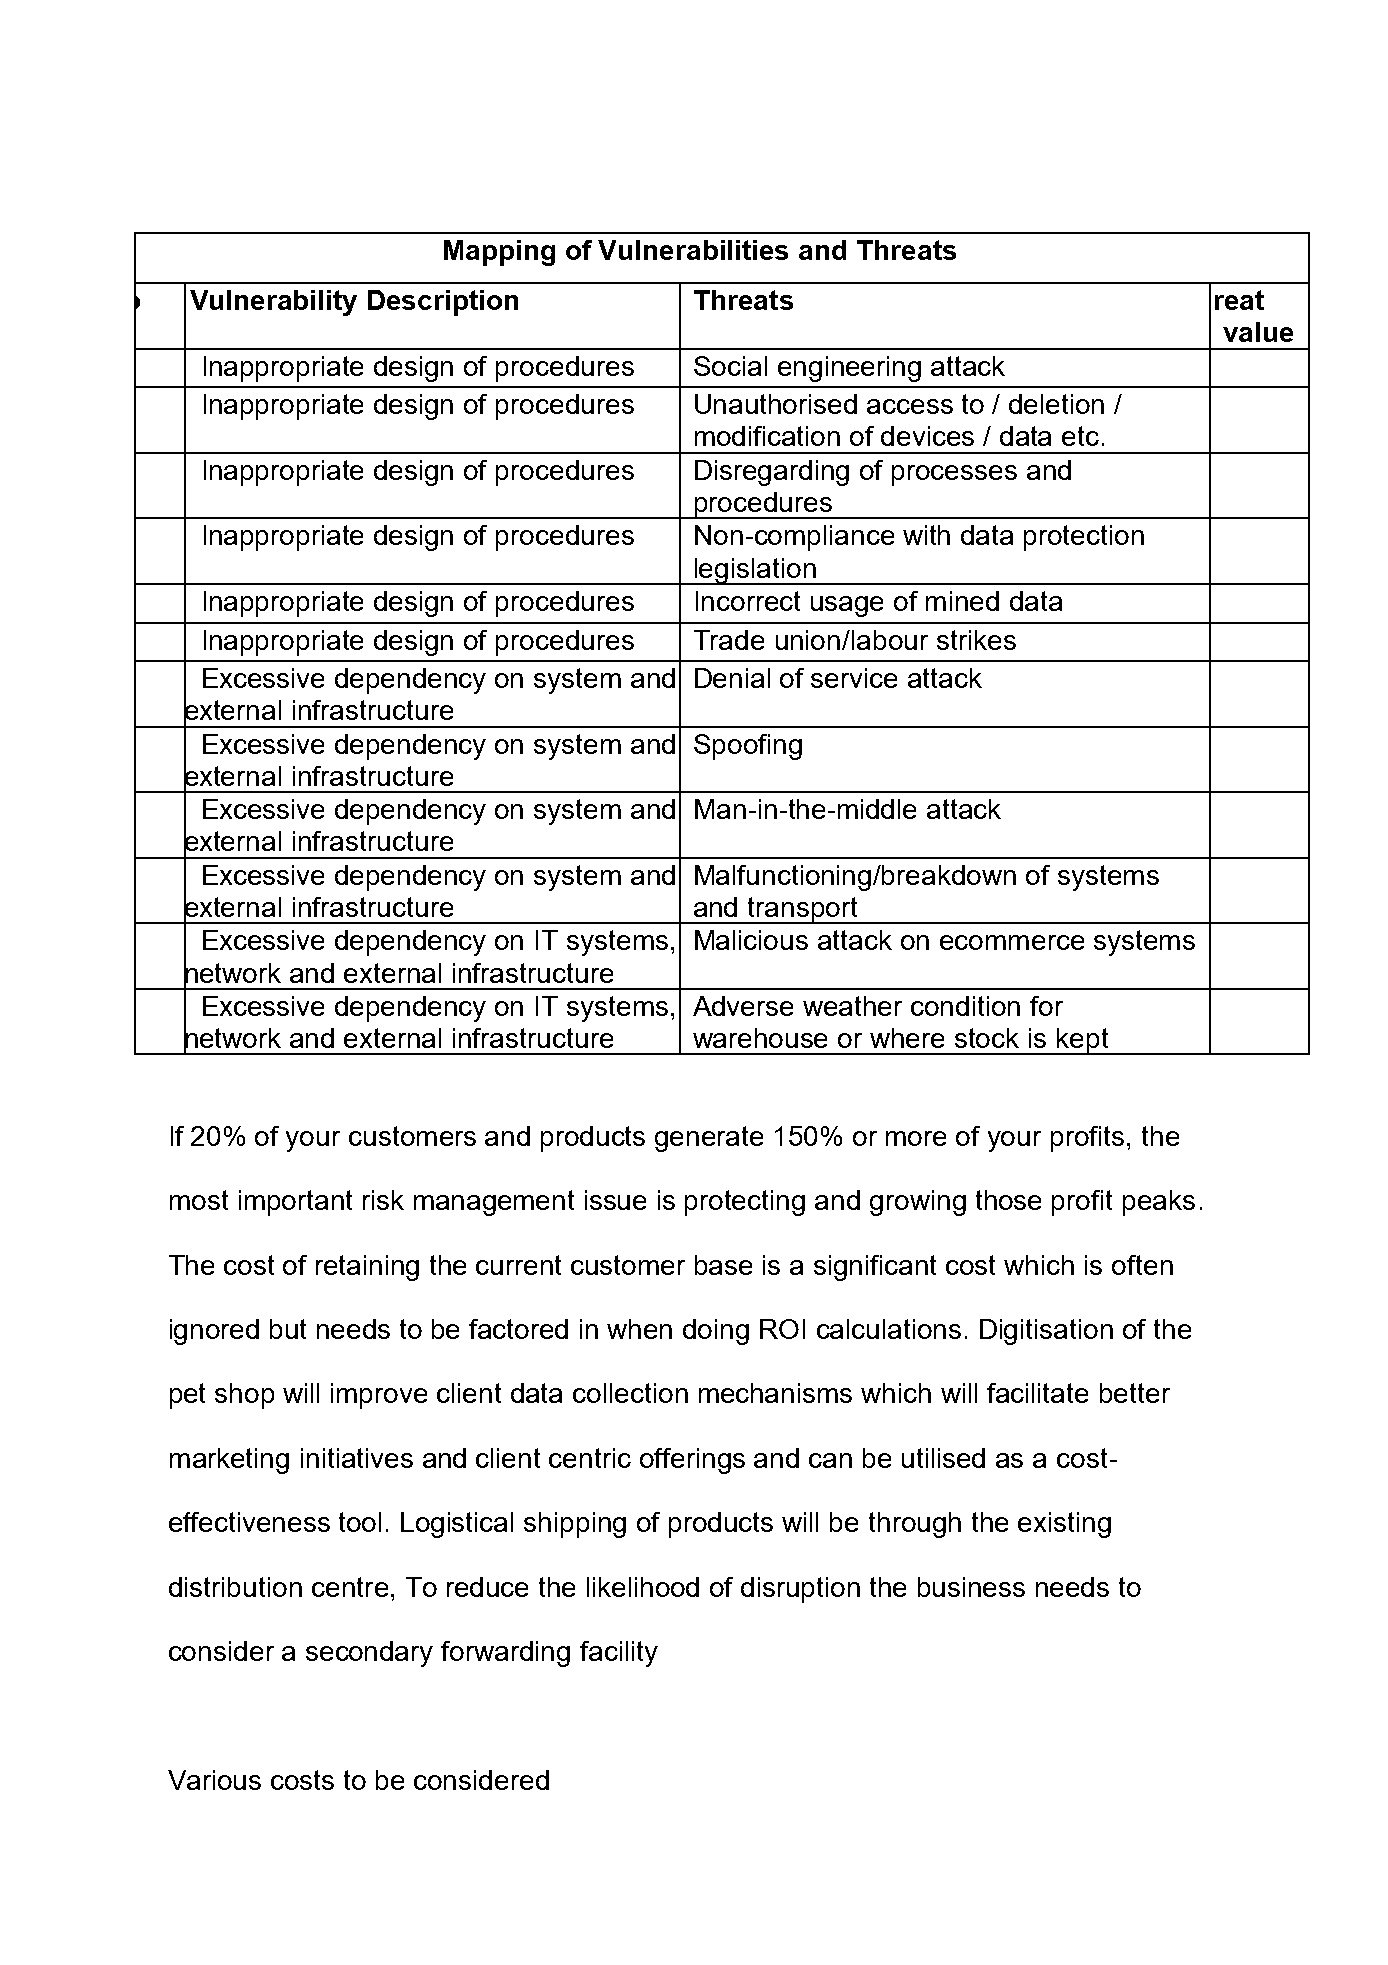 Mapping of Vulnerabilities and Threats
Vulnerability Description Threats reat
value
Inappropriate design of procedures Social engineering attack
Inappropriate design of procedures Unauthorised access to / deletion /
modification of devices / data etc.
Inappropriate design of procedures Disregarding of processes and
procedures
Inappropriate design of procedures Non-compliance with data protection
legislation
Inappropriate design of procedures Incorrect usage of mined data
Inappropriate design of procedures Trade union/labour strikes
Excessive dependency on system and Denial of service attack
external infrastructure
Excessive dependency on system and Spoofing
external infrastructure
Excessive dependency on system and Man-in-the-middle attack
external infrastructure
Excessive dependency on system and Malfunctioning/breakdown of systems
external infrastructure and transport
Excessive dependency on IT systems, Malicious attack on ecommerce systems
network and external infrastructure
Excessive dependency on IT systems, Adverse weather condition for
network and external infrastructure warehouse or where stock is kept
If 20% of your customers and products generate 150% or more of your profits, the
most important risk management issue is protecting and growing those profit peaks.
The cost of retaining the current customer base is a significant cost which is often
ignored but needs to be factored in when doing ROI calculations. Digitisation of the
pet shop will improve client data collection mechanisms which will facilitate better
marketing initiatives and client centric offerings and can be utilised as a cost-
effectiveness tool. Logistical shipping of products will be through the existing
distribution centre, To reduce the likelihood of disruption the business needs to
consider a secondary forwarding facility
Various costs to be considered